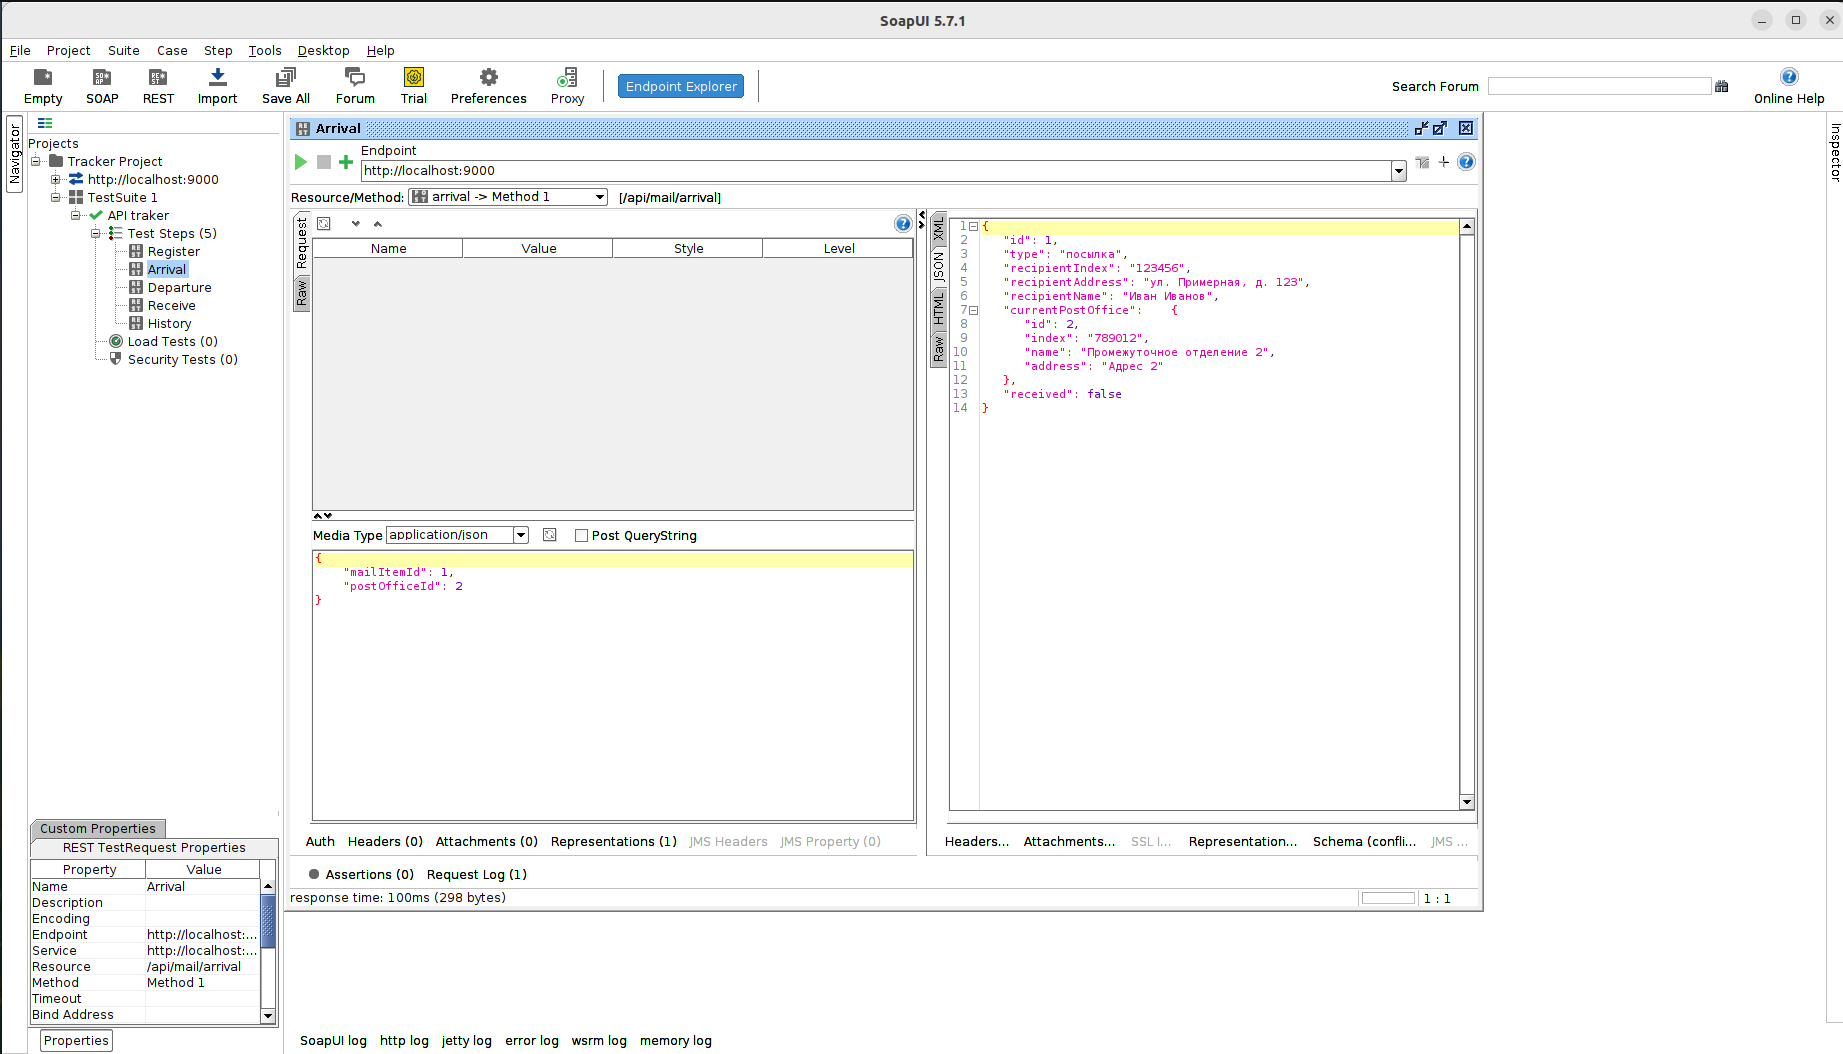 SoapUI 5.7.1
File Project Suite Case Step Tools Desktop Help
Empty SOAP REST Import Save All Forum Trial Preferences Proxy Endpoint Explorer Search Forum Online Help
Navigator
Projects
Tracker Project
http://localhost:9000
TestSuite 1
API traker
Test Steps (5)
Register
Arrival
Departure
Receive
History
Load Tests (0)
Security Tests (0)
Custom Properties
REST TestRequest Properties
Property Value
Name Arrival
Description
Encoding
Endpoint http://localhost:...
Service http://localhost:...
Resource /api/mail/arrival
Method Method 1
Timeout
Bind Address
Properties
Arrival
Endpoint
http://localhost:9000
Resource/Method: arrival -> Method 1 [/api/mail/arrival]
Request
Raw
Name Value Style Level
Media Type application/json Post QueryString
{
"mailItemId": 1,
"postOfficeId": 2
}
Auth Headers (0) Attachments (0) Representations (1) JMS Headers JMS Property (0)
XML
JSON
HTML
Raw
1 {
2 "id": 1,
3 "type": "посылка",
4 "recipientIndex": "123456",
5 "recipientAddress": "ул. Примерная, д. 123",
6 "recipientName": "Иван Иванов",
7 "currentPostOffice": {
8 "id": 2,
9 "index": "789012",
10 "name": "Промежуточное отделение 2",
11 "address": "Адрес 2"
12 },
13 "received": false
14 }
Headers... Attachments... SSL I... Representation... Schema (confli... JMS ...
Assertions (0) Request Log (1)
response time: 100ms (298 bytes) 1 : 1
SoapUI log http log jetty log error log wsrm log memory log
Inspector